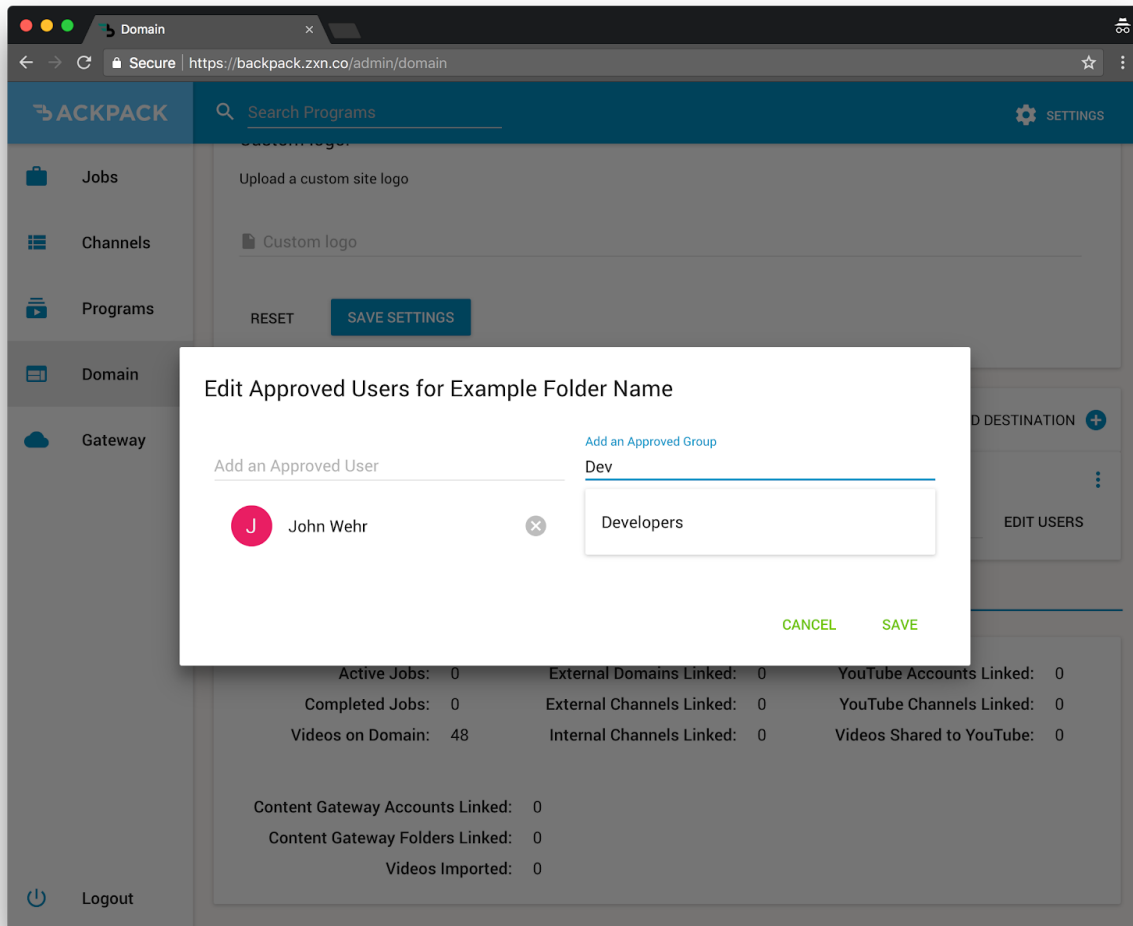 Domain
Secure | https://backpack.zxn.co/admin/domain
BACKPACK
Search Programs
SETTINGS
Jobs
Channels
Programs
Domain
Gateway
Logout
Custom logo:
Upload a custom site logo
Custom logo
RESET
SAVE SETTINGS
DESTINATION
EDIT USERS
Edit Approved Users for Example Folder Name
Add an Approved User
J
John Wehr
Add an Approved Group
Dev
Developers
CANCEL
SAVE
Active Jobs: 0
Completed Jobs: 0
Videos on Domain: 48
External Domains Linked: 0
External Channels Linked: 0
Internal Channels Linked: 0
YouTube Accounts Linked: 0
YouTube Channels Linked: 0
Videos Shared to YouTube: 0
Content Gateway Accounts Linked: 0
Content Gateway Folders Linked: 0
Videos Imported: 0